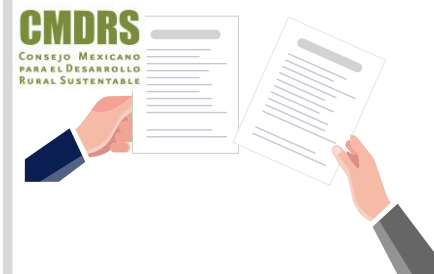 CMDRS
CONSEJO MEXICANO
PARA EL DESARROLLO
RURAL SUSTENTABLE